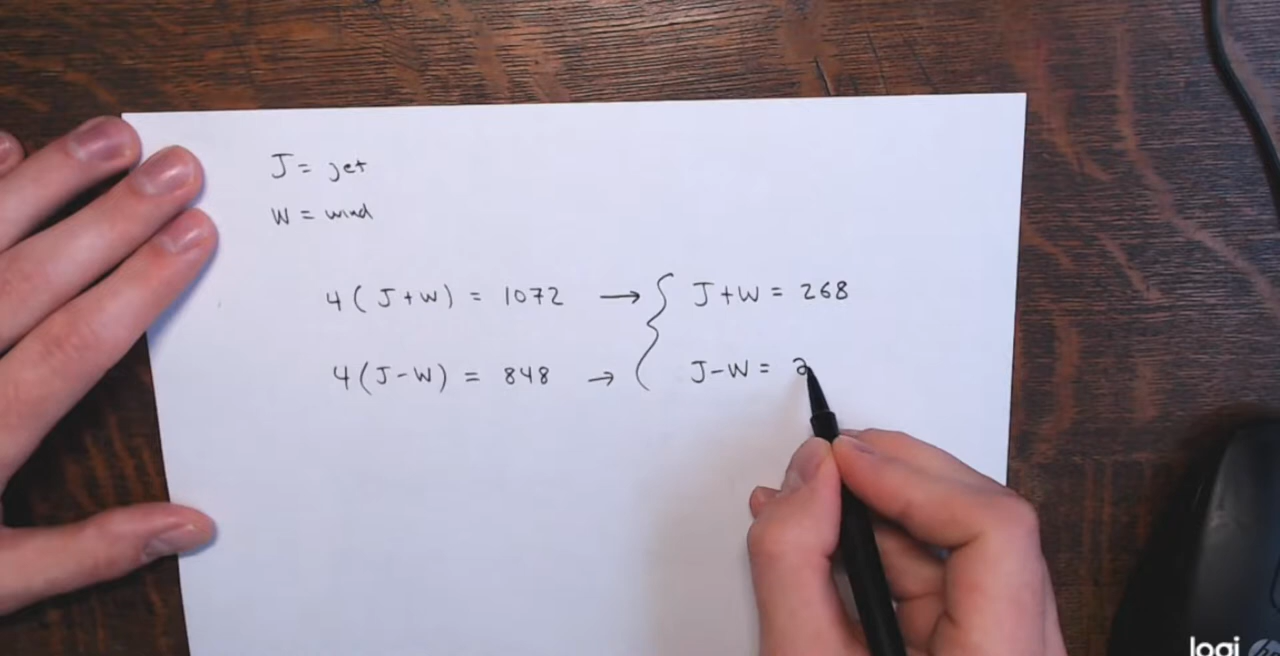 J = jet
W = wind
4 ( J + W ) = 1072 → { J + W = 268
4 ( J - W ) = 848 → J - W = 2
logi